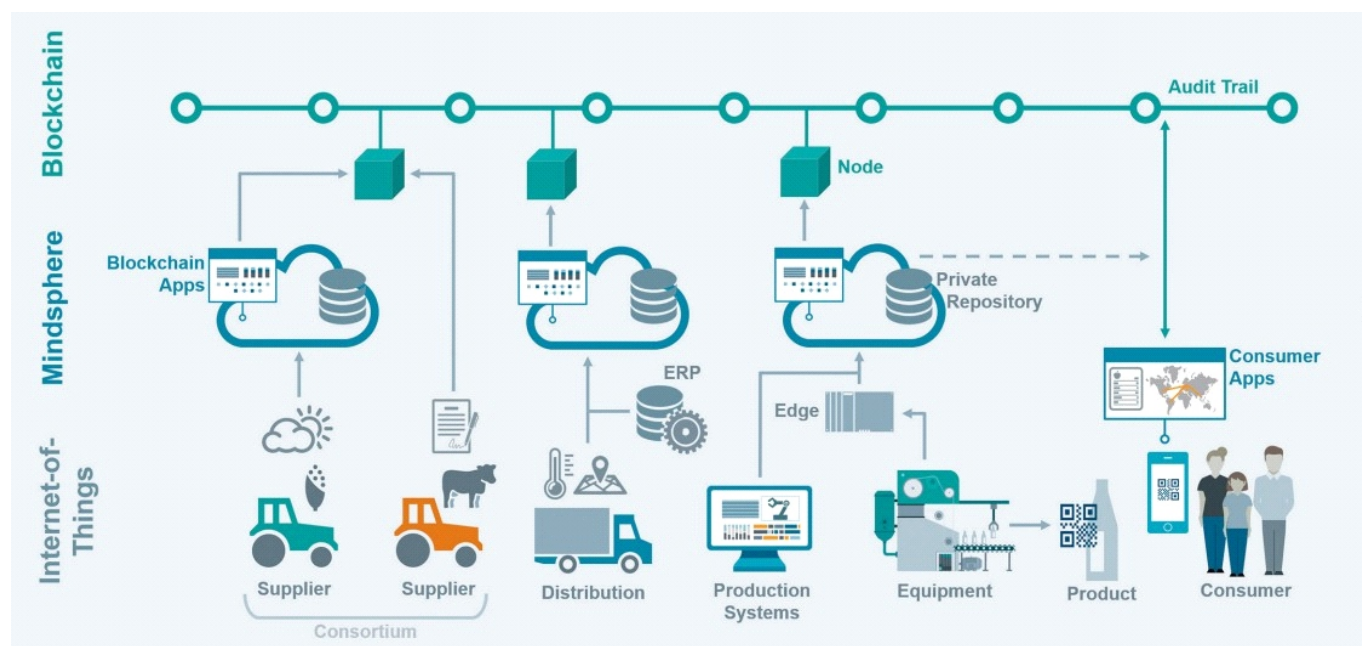 Blockchain
Audit Trail
Node
Mindsphere
Blockchain
Apps
Private
Repository
Consumer
Apps
ERP
Edge
Internet-of-
Things
Supplier
Supplier
Distribution
Production
Systems
Equipment
Product
Consumer
Consortium